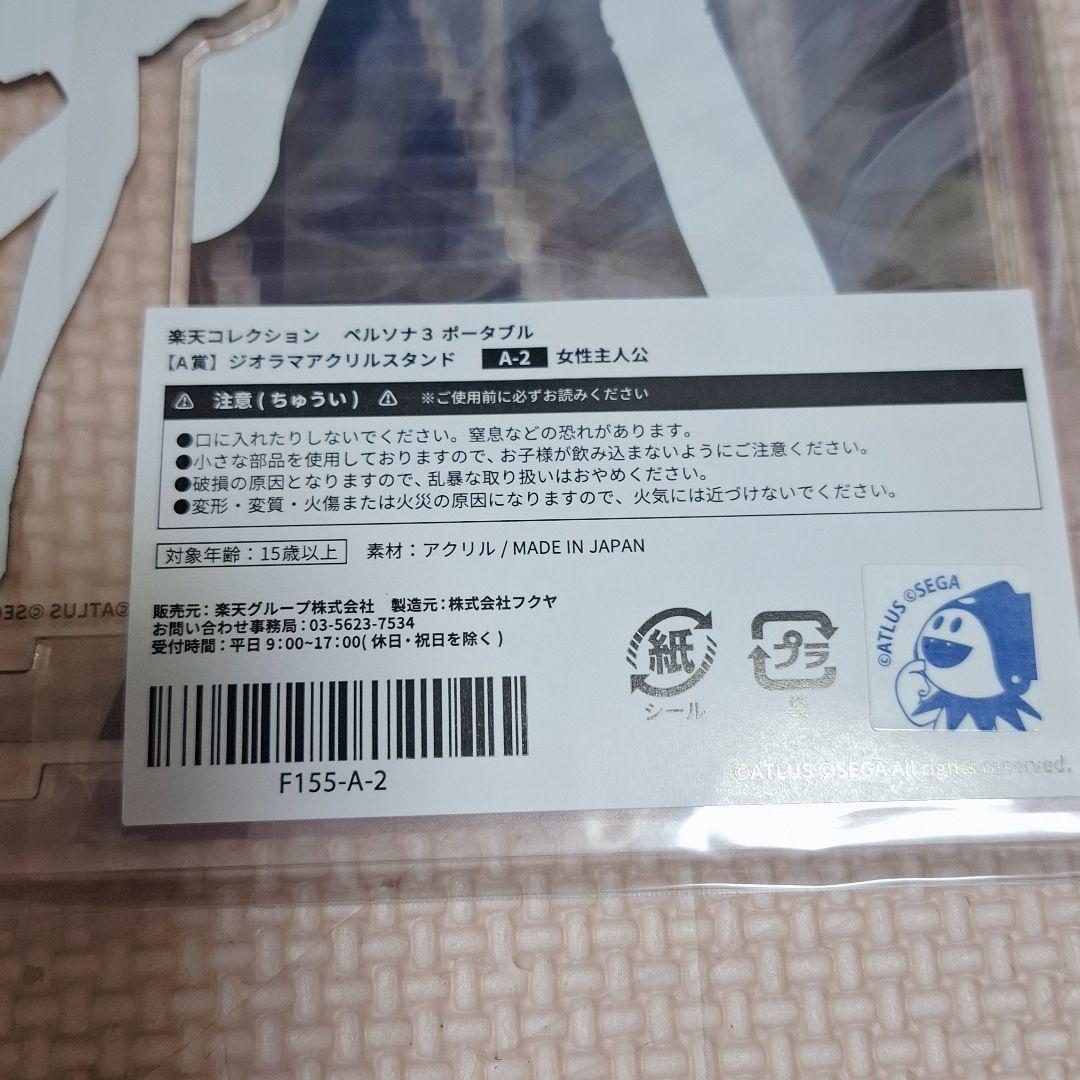 楽天コレクション ペルソナ3 ポータブル
【A賞】ジオラマアクリルスタンド A-2 女性主人公
⚠ 注意(ちゅうい) ⚠ ※ご使用前に必ずお読みください
●口に入れたりしないでください。窒息などの恐れがあります。
●小さな部品を使用しておりますので、お子様が飲み込まないようにご注意ください。
●破損の原因となりますので、乱暴な取り扱いはおやめください。
●変形・変質・火傷または火災の原因になりますので、火気には近づけないでください。
対象年齢:15歳以上 素材:アクリル / MADE IN JAPAN
販売元:楽天グループ株式会社 製造元:株式会社フクヤ
お問い合わせ事務局:03-5623-7534
受付時間:平日 9:00~17:00(休日・祝日を除く)
紙
シール
プラ
袋
©ATLUS ©SEGA
F155-A-2
©ATLUS ©SEGA All rights reserved.
©ATLUS ©SE